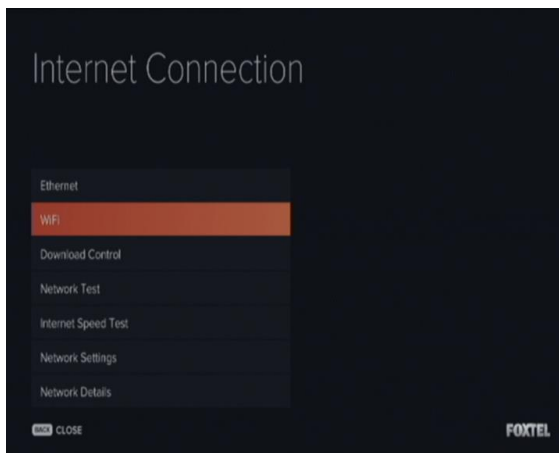 Internet Connection
Ethernet
WiFi
Download Control
Network Test
Internet Speed Test
Network Settings
Network Details
BACK CLOSE
FOXTEL